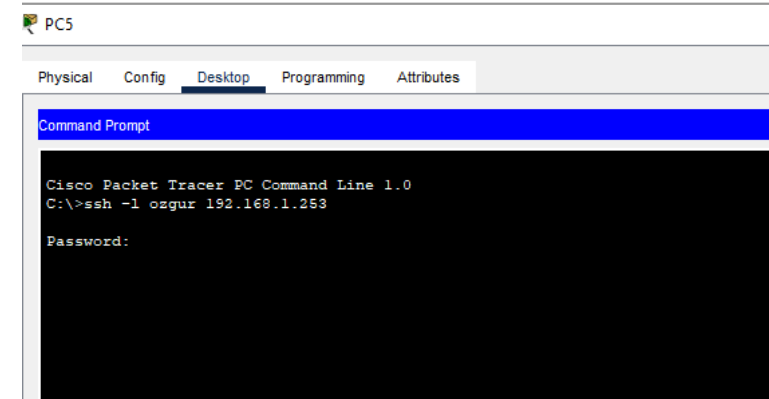 PC5
Physical Config Desktop Programming Attributes
Command Prompt
Cisco Packet Tracer PC Command Line 1.0
C:\>ssh -l ozgur 192.168.1.253
Password: